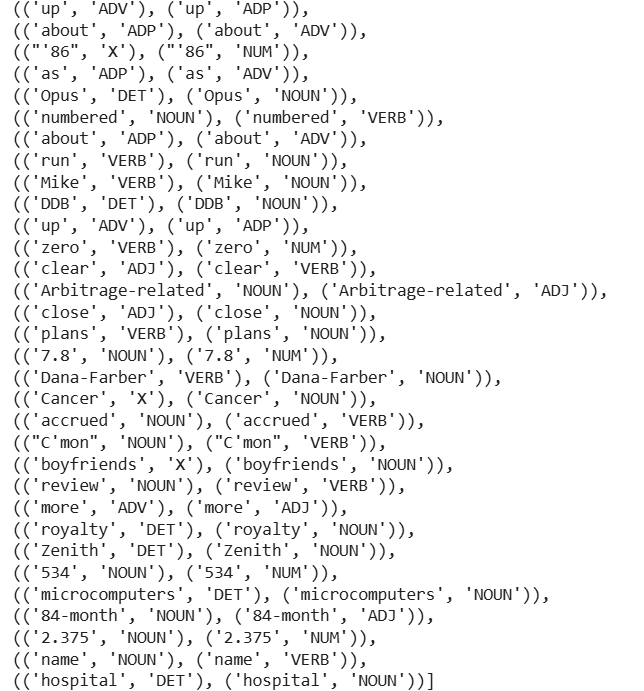 (('up', 'ADV'), ('up', 'ADP')),
(('about', 'ADP'), ('about', 'ADV')),
(("'86", 'X'), ("'86", 'NUM')),
(('as', 'ADP'), ('as', 'ADV')),
(('Opus', 'DET'), ('Opus', 'NOUN')),
(('numbered', 'NOUN'), ('numbered', 'VERB')),
(('about', 'ADP'), ('about', 'ADV')),
(('run', 'VERB'), ('run', 'NOUN')),
(('Mike', 'VERB'), ('Mike', 'NOUN')),
(('DDB', 'DET'), ('DDB', 'NOUN')),
(('up', 'ADV'), ('up', 'ADP')),
(('zero', 'VERB'), ('zero', 'NUM')),
(('clear', 'ADJ'), ('clear', 'VERB')),
(('Arbitrage-related', 'NOUN'), ('Arbitrage-related', 'ADJ')),
(('close', 'ADJ'), ('close', 'NOUN')),
(('plans', 'VERB'), ('plans', 'NOUN')),
(('7.8', 'NOUN'), ('7.8', 'NUM')),
(('Dana-Farber', 'VERB'), ('Dana-Farber', 'NOUN')),
(('Cancer', 'X'), ('Cancer', 'NOUN')),
(('accrued', 'NOUN'), ('accrued', 'VERB')),
(("C'mon", 'NOUN'), ("C'mon", 'VERB')),
(('boyfriends', 'X'), ('boyfriends', 'NOUN')),
(('review', 'NOUN'), ('review', 'VERB')),
(('more', 'ADV'), ('more', 'ADJ')),
(('royalty', 'DET'), ('royalty', 'NOUN')),
(('Zenith', 'DET'), ('Zenith', 'NOUN')),
(('534', 'NOUN'), ('534', 'NUM')),
(('microcomputers', 'DET'), ('microcomputers', 'NOUN')),
(('84-month', 'NOUN'), ('84-month', 'ADJ')),
(('2.375', 'NOUN'), ('2.375', 'NUM')),
(('name', 'NOUN'), ('name', 'VERB')),
(('hospital', 'DET'), ('hospital', 'NOUN'))]